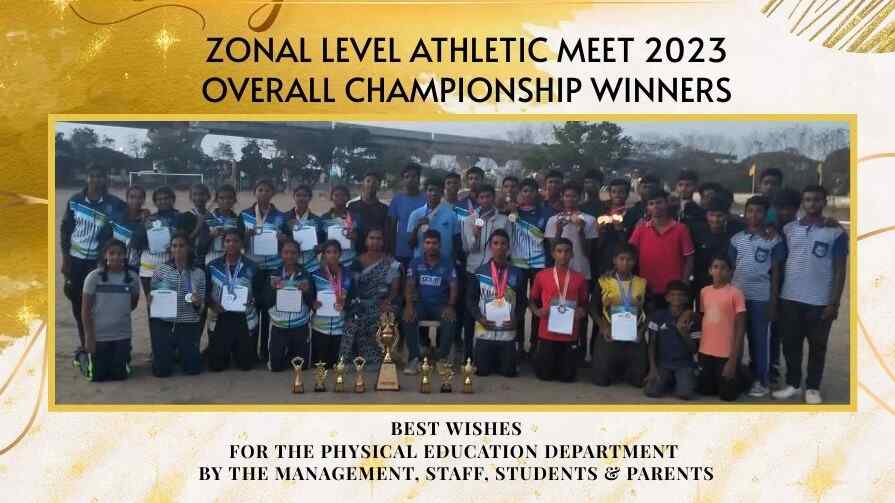 ZONAL LEVEL ATHLETIC MEET 2023
OVERALL CHAMPIONSHIP WINNERS
BEST WISHES
FOR THE PHYSICAL EDUCATION DEPARTMENT
BY THE MANAGEMENT, STAFF, STUDENTS & PARENTS